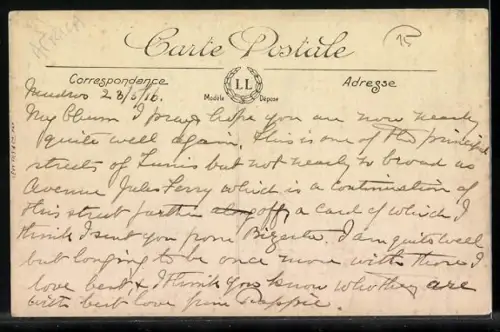 AFRICA
15
Carte Postale
Correspondance
LL
Modèle Déposé
Adresse
Mudros 23/5/16.
My chum I pray & hope you are now nearly
quite well again. This is one of the principal
streets of Tunis but not nearly so broad as
Avenue Jules Ferry which is a continuation of
this street further along off, a card of which I
think I sent you from Bizerta. I am quite well
but longing to be once more with those I
love best & I think you know who they are
with best love from